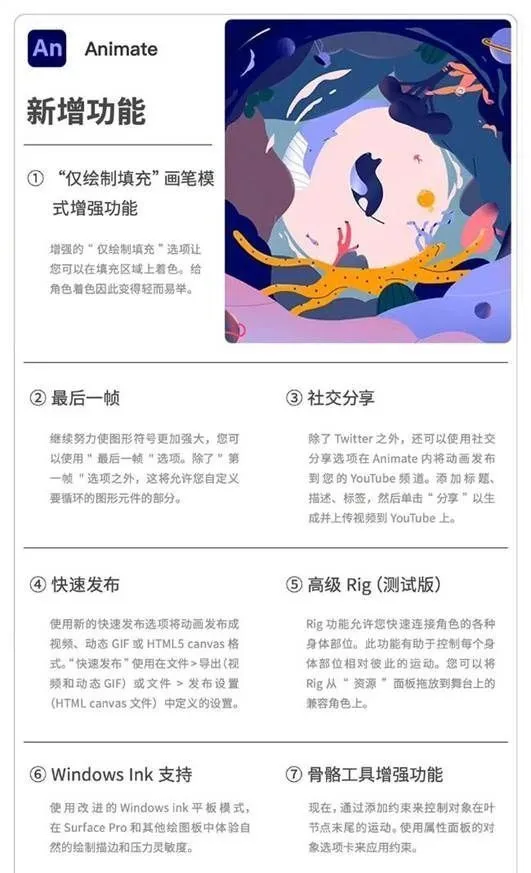 An Animate
新增功能
① “仅绘制填充”画笔模
式增强功能
增强的“仅绘制填充”选项让
您可以在填充区域上着色。给
角色着色因此变得轻而易举。
② 最后一帧
继续努力使图形符号更加强大，您可
以使用"最后一帧"选项。除了"第
一帧"选项之外，这将允许您自定义
要循环的图形元件的部分。
③ 社交分享
除了 Twitter 之外，还可以使用社交
分享选项在 Animate 内将动画发布
到您的 YouTube 频道。添加标题、
描述、标签，然后单击“分享”以生
成并上传视频到 YouTube 上。
④ 快速发布
使用新的快速发布选项将动画发布成
视频、动态 GIF 或 HTML5 canvas 格
式。“快速发布”使用在文件>导出（视
频和动态 GIF）或文件 > 发布设置
（HTML canvas 文件）中定义的设置。
⑤ 高级 Rig（测试版）
Rig 功能允许您快速连接角色的各种
身体部位。此功能有助于控制每个身
体部位相对彼此的运动。您可以将
Rig 从“资源”面板拖放到舞台上的
兼容角色上。
⑥ Windows Ink 支持
使用改进的 Windows ink 平板模式，
在 Surface Pro 和其他绘图板中体验自
然的绘制描边和压力灵敏度。
⑦ 骨骼工具增强功能
现在，通过添加约束来控制对象在叶
节点末尾的运动。使用属性面板的对
象选项卡来应用约束。